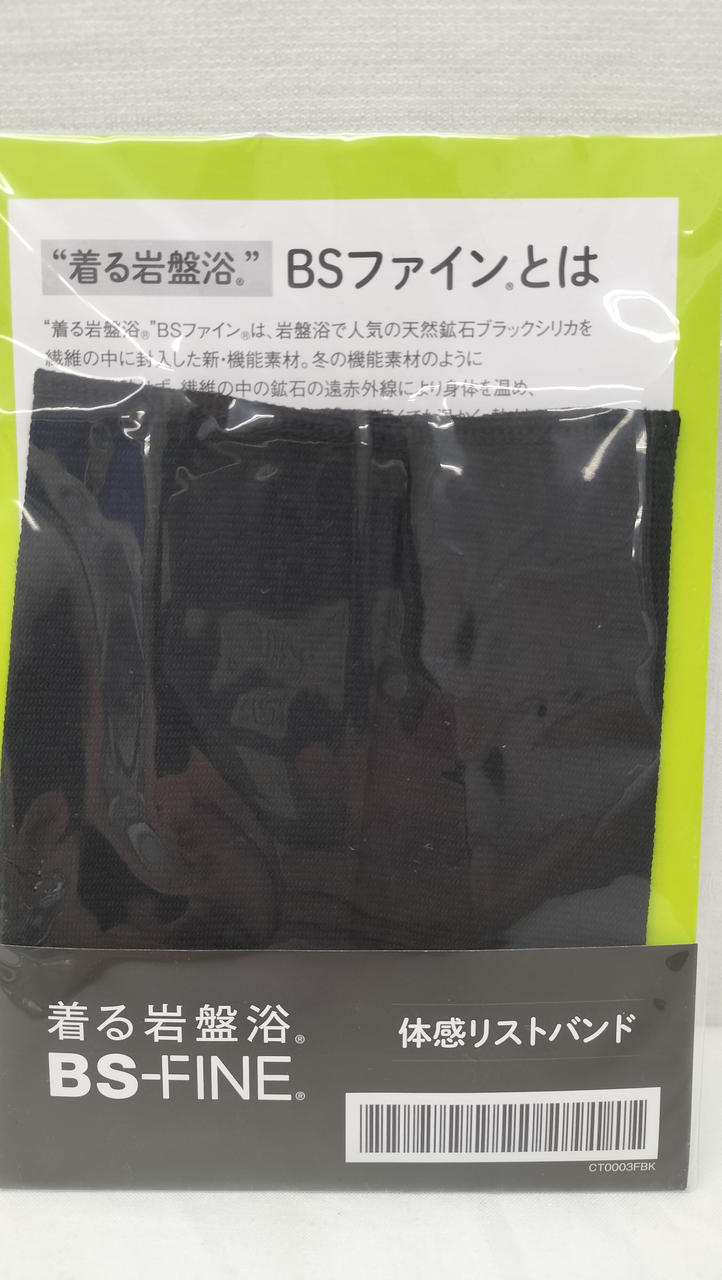 “着る岩盤浴®” BSファイン®とは
“着る岩盤浴®”BSファイン®は、岩盤浴で人気の天然鉱石ブラックシリカを
繊維の中に封入した新・機能素材。冬の機能素材のように
せず、繊維の中の鉱石の遠赤外線により身体を温め、
着る岩盤浴®
BS-FINE®
体感リストバンド
CT0003FBK